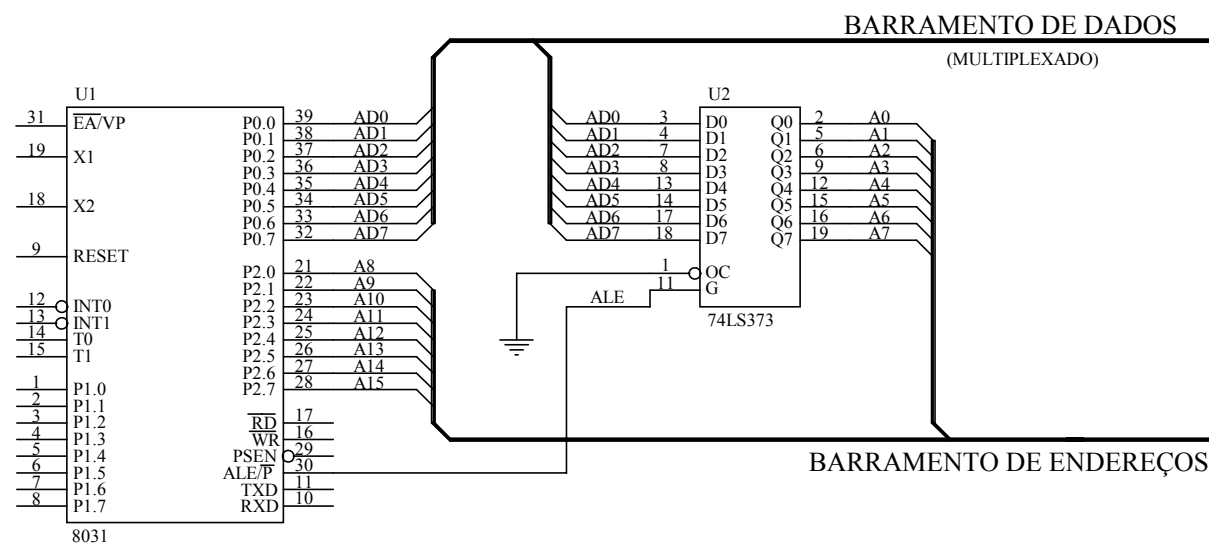 BARRAMENTO DE DADOS
(MULTIPLEXADO)
U1
31 EA/VP
19 X1
18 X2
9 RESET
12 INT0
13 INT1
14 T0
15 T1
1 P1.0
2 P1.1
3 P1.2
4 P1.3
5 P1.4
6 P1.5
7 P1.6
8 P1.7
P0.0 39 AD0
P0.1 38 AD1
P0.2 37 AD2
P0.3 36 AD3
P0.4 35 AD4
P0.5 34 AD5
P0.6 33 AD6
P0.7 32 AD7
P2.0 21 A8
P2.1 22 A9
P2.2 23 A10
P2.3 24 A11
P2.4 25 A12
P2.5 26 A13
P2.6 27 A14
P2.7 28 A15
RD 17
WR 16
PSEN 29
ALE/P 30
TXD 11
RXD 10
8031
U2
AD0 3 D0 Q0 2 A0
AD1 4 D1 Q1 5 A1
AD2 7 D2 Q2 6 A2
AD3 8 D3 Q3 9 A3
AD4 13 D4 Q4 12 A4
AD5 14 D5 Q5 15 A5
AD6 17 D6 Q6 16 A6
AD7 18 D7 Q7 19 A7
1 OC
ALE 11 G
74LS373
BARRAMENTO DE ENDEREÇOS